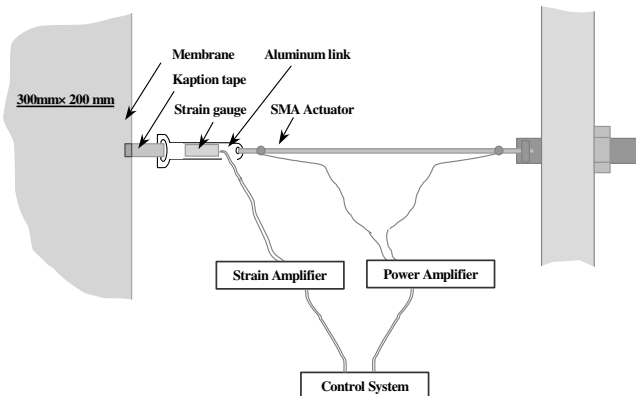 Membrane
Aluminum link
Kaption tape
300mm× 200 mm
Strain gauge
SMA Actuator
Strain Amplifier
Power Amplifier
Control System